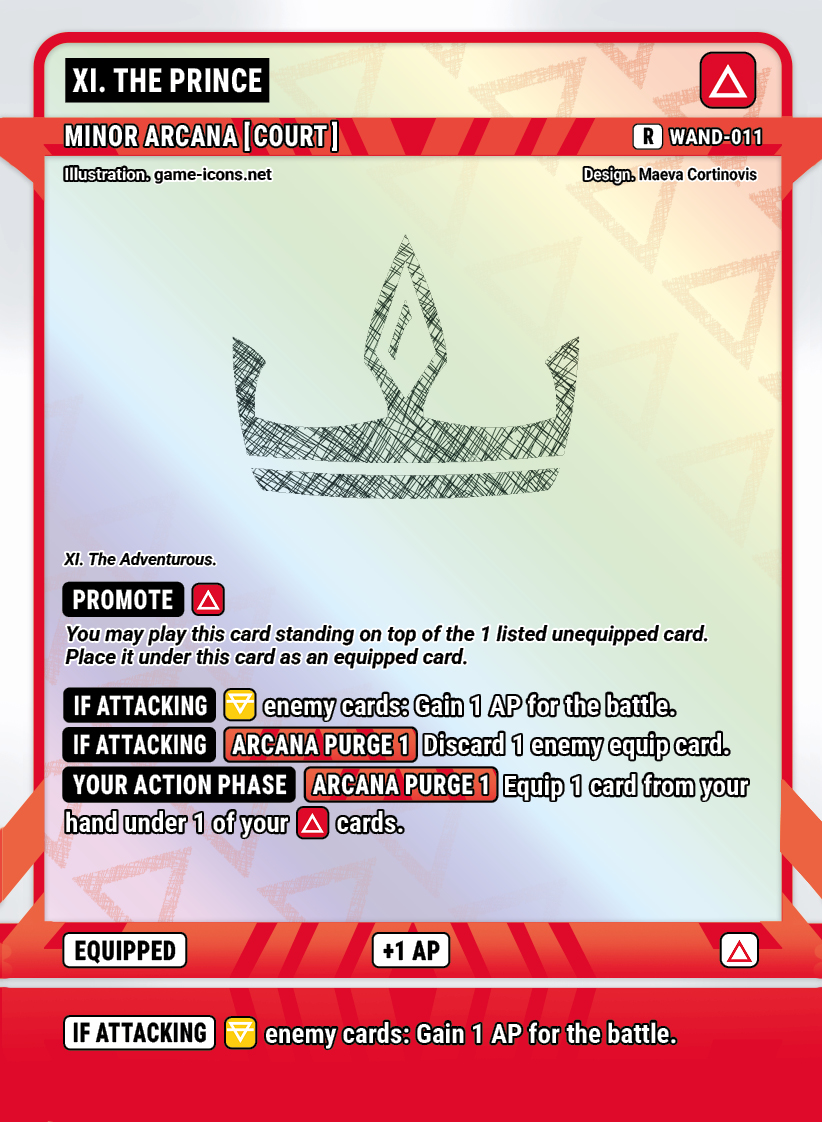 XI. THE PRINCE
MINOR ARCANA [COURT]
R WAND-011
Illustration. game-icons.net
Design. Maeva Cortinovis
XI. The Adventurous.
PROMOTE
You may play this card standing on top of the 1 listed unequipped card.
Place it under this card as an equipped card.
IF ATTACKING enemy cards: Gain 1 AP for the battle.
IF ATTACKING ARCANA PURGE 1 Discard 1 enemy equip card.
YOUR ACTION PHASE ARCANA PURGE 1 Equip 1 card from your
hand under 1 of your cards.
EQUIPPED +1 AP
IF ATTACKING enemy cards: Gain 1 AP for the battle.